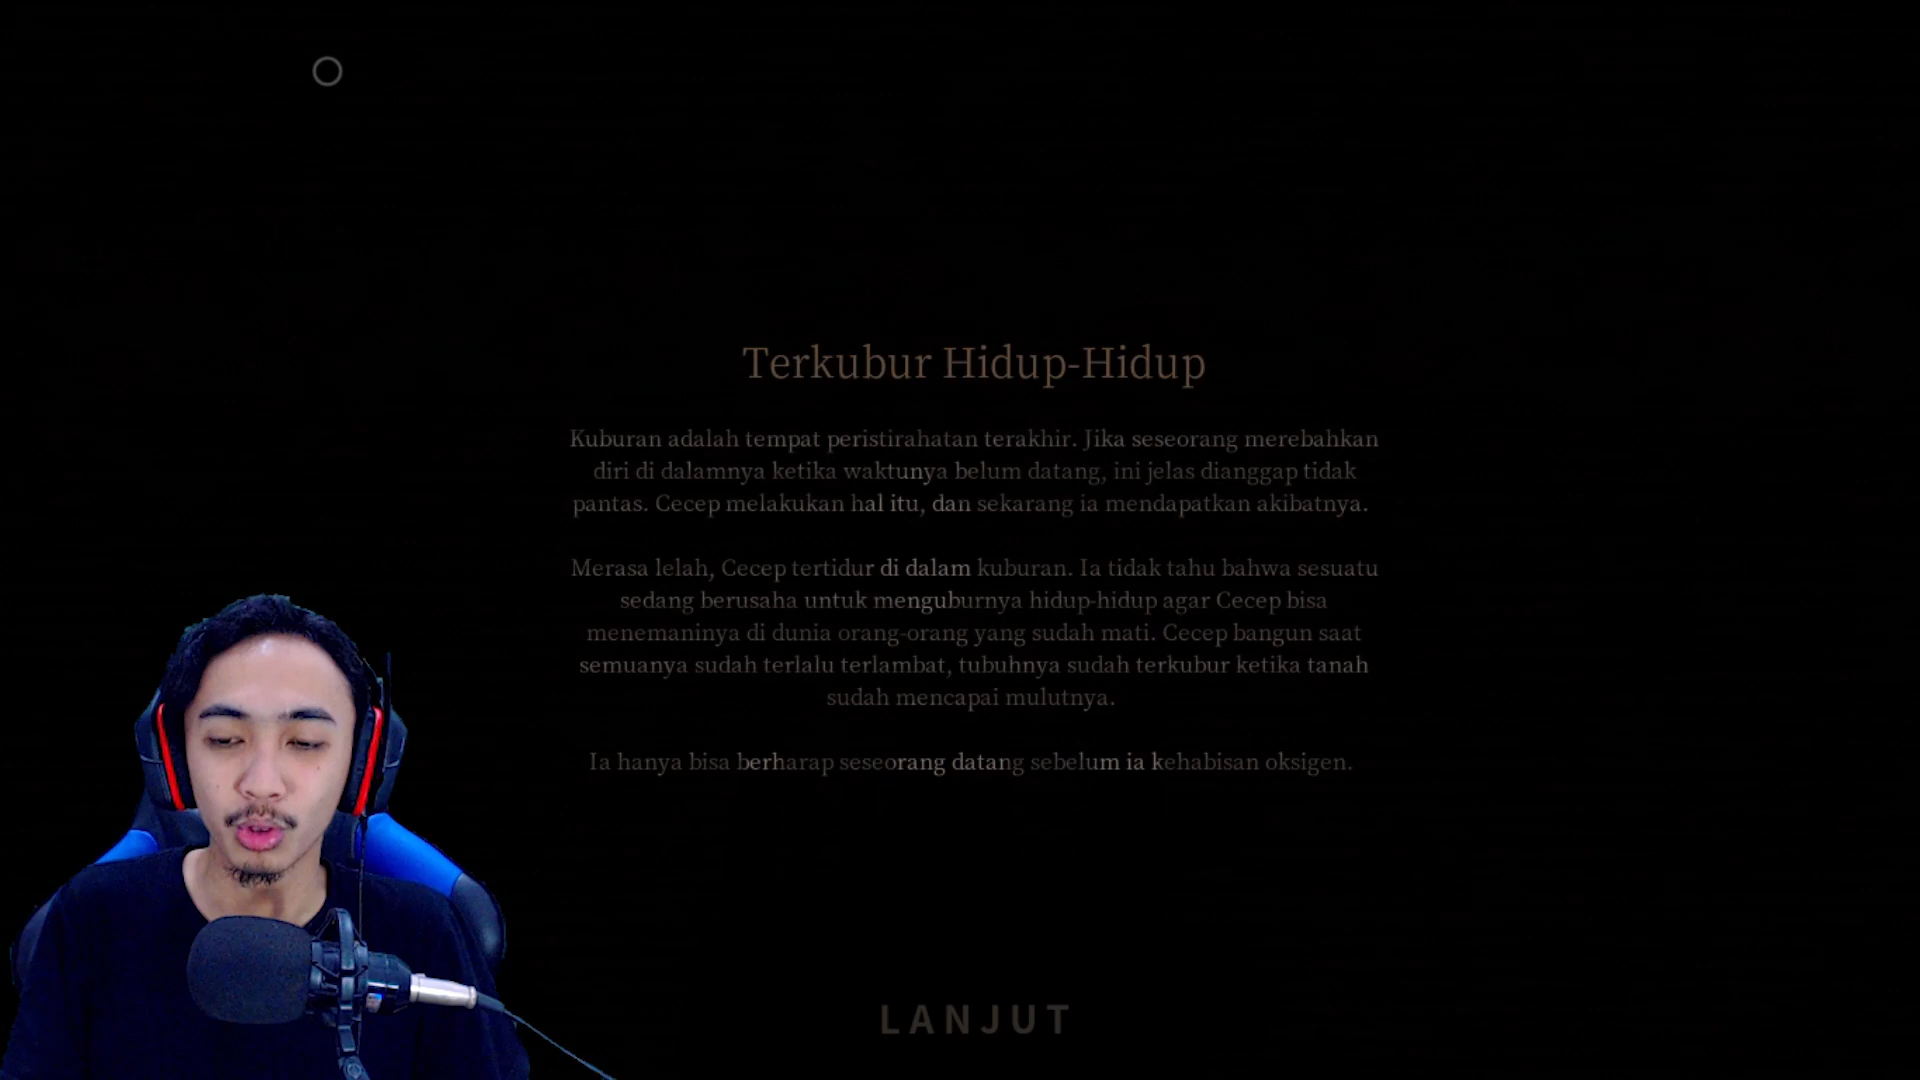 Terkubur Hidup-Hidup
Kuburan adalah tempat peristirahatan terakhir. Jika seseorang merebahkan
diri di dalamnya ketika waktunya belum datang, ini jelas dianggap tidak
pantas. Cecep melakukan hal itu, dan sekarang ia mendapatkan akibatnya.
Merasa lelah, Cecep tertidur di dalam kuburan. Ia tidak tahu bahwa sesuatu
sedang berusaha untuk menguburnya hidup-hidup agar Cecep bisa
menemaninya di dunia orang-orang yang sudah mati. Cecep bangun saat
semuanya sudah terlalu terlambat, tubuhnya sudah terkubur ketika tanah
sudah mencapai mulutnya.
Ia hanya bisa berharap seseorang datang sebelum ia kehabisan oksigen.
LANJUT